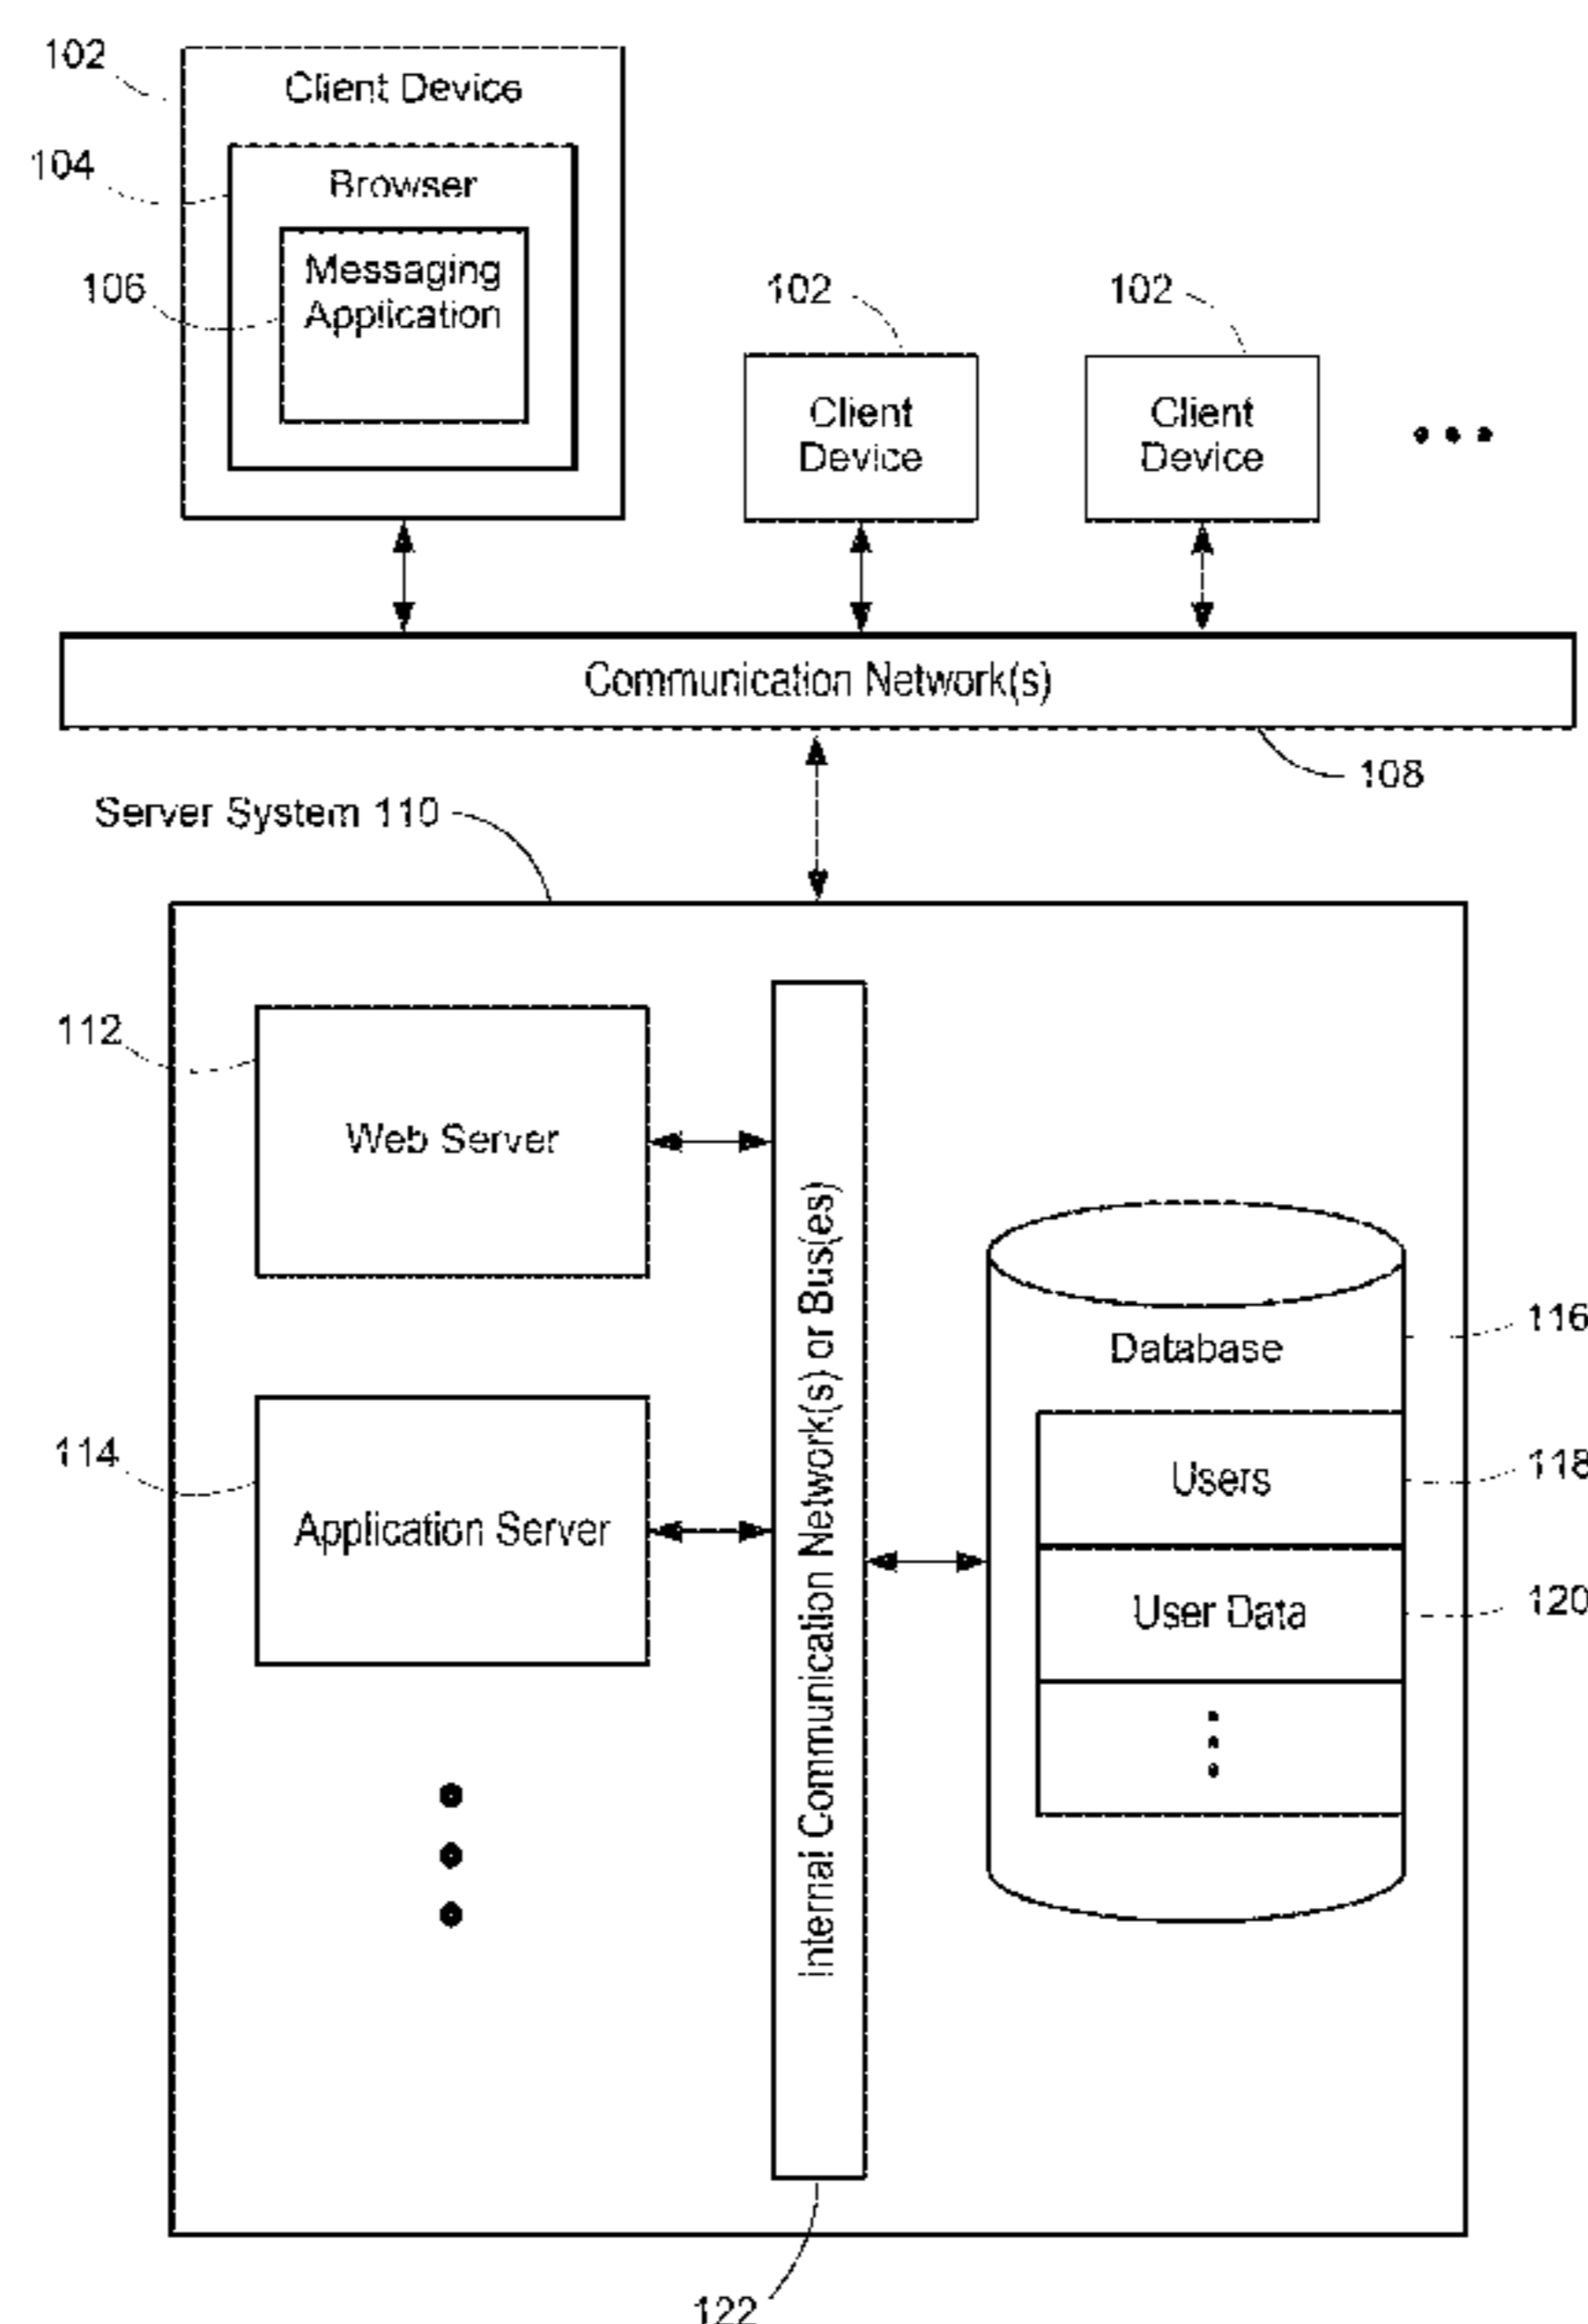 102
Client Device
104
Browser
106
Messaging
Application
102
Client
Device
102
Client
Device
Communication Network(s)
108
Server System 110
112
Web Server
114
Application Server
Internal Communication Network(s) or Bus(es)
Database
116
Users
118
User Data
120
122